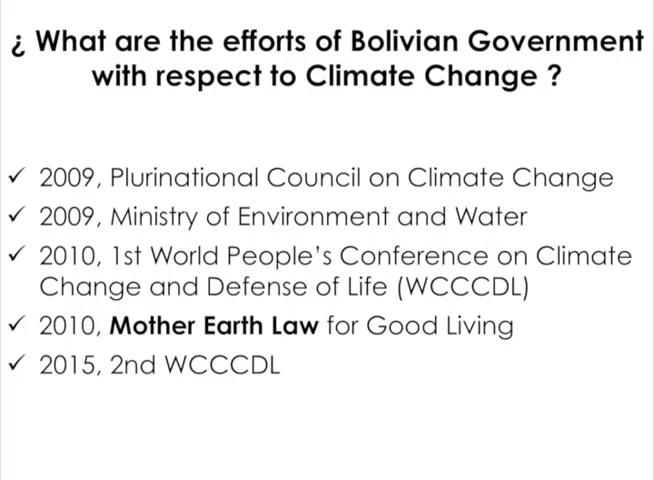 ¿ What are the efforts of Bolivian Government
with respect to Climate Change ?
✓ 2009, Plurinational Council on Climate Change
✓ 2009, Ministry of Environment and Water
✓ 2010, 1st World People's Conference on Climate
Change and Defense of Life (WCCCDL)
✓ 2010, Mother Earth Law for Good Living
✓ 2015, 2nd WCCCDL